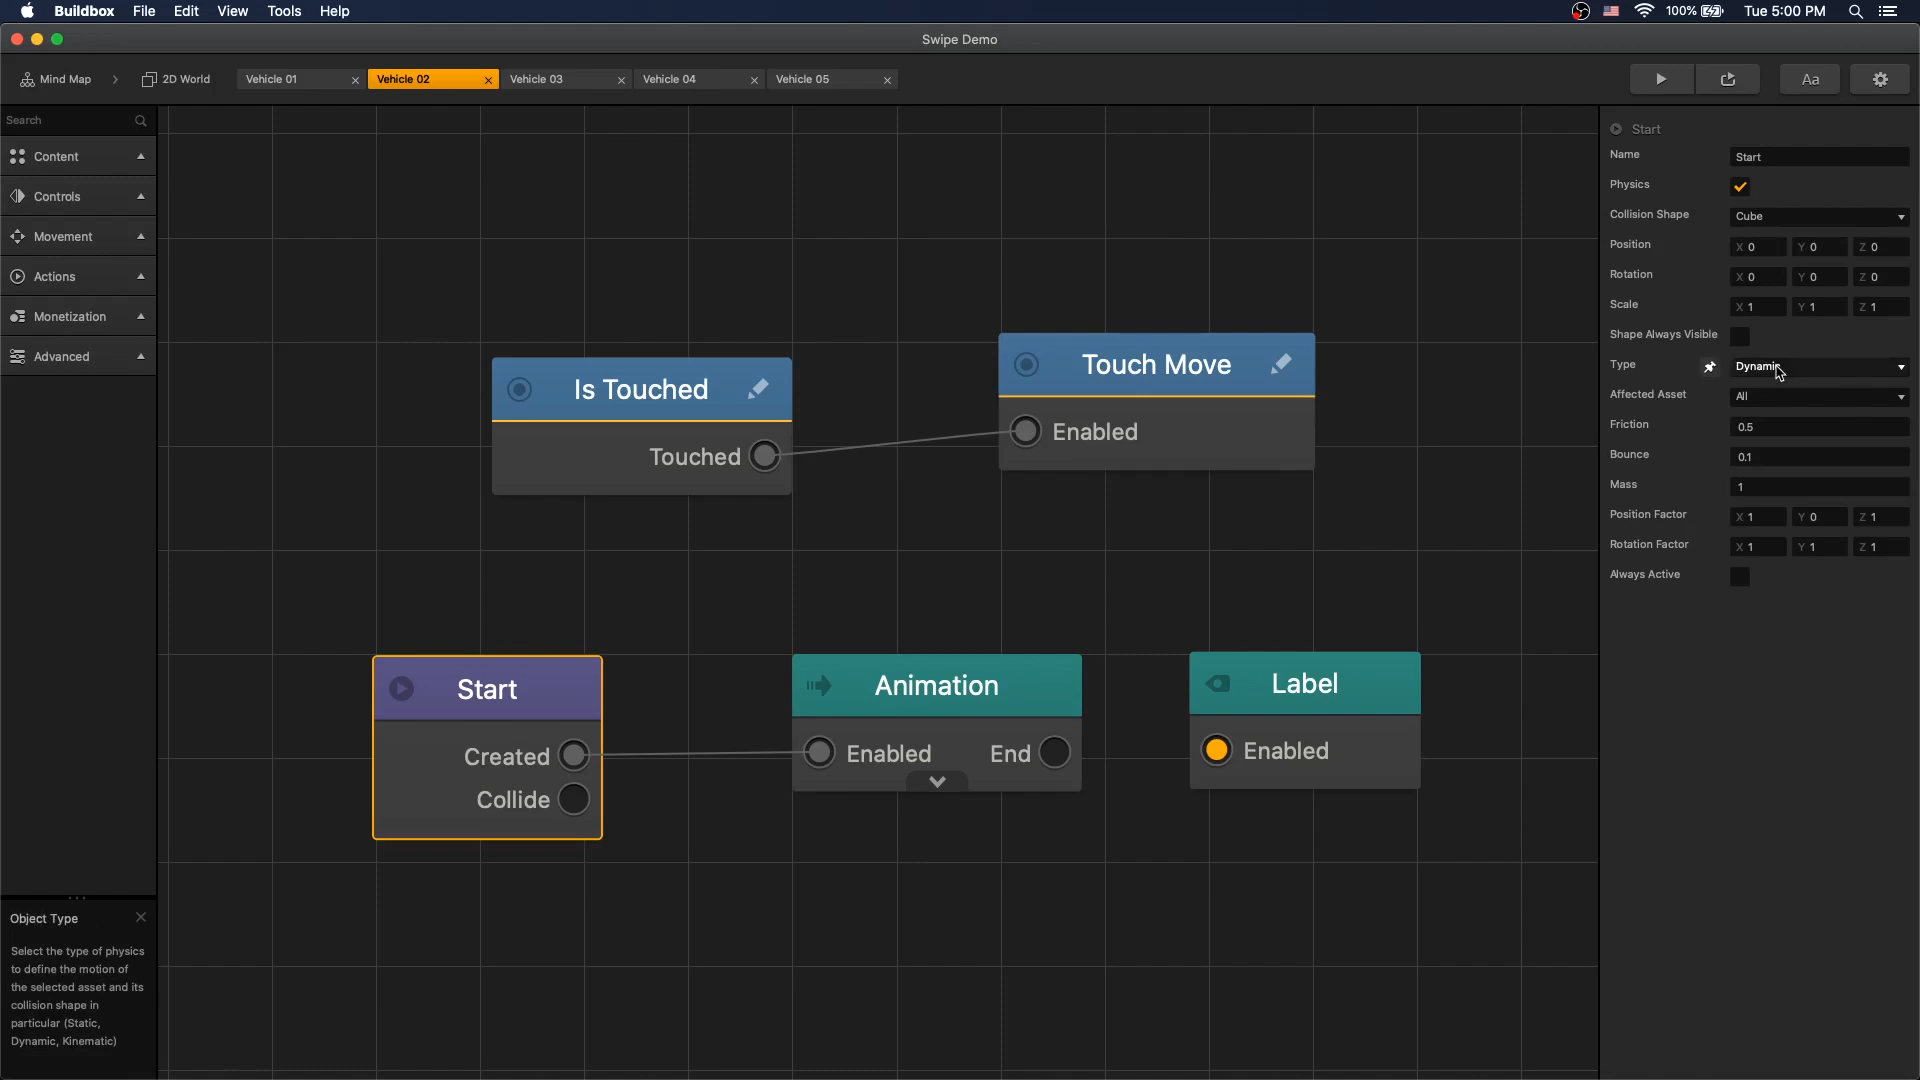 Buildbox File Edit View Tools Help 100% Tue 5:00 PM
Swipe Demo
Mind Map 2D World Vehicle 01 Vehicle 02 Vehicle 03 Vehicle 04 Vehicle 05 Aa
Search
Content
Controls
Movement
Actions
Monetization
Advanced
Is Touched
Touched
Touch Move
Enabled
Start
Created
Collide
Animation
Enabled End
Label
Enabled
Start
Name Start
Physics
Collision Shape Cube
Position X 0 Y 0 Z 0
Rotation X 0 Y 0 Z 0
Scale X 1 Y 1 Z 1
Shape Always Visible
Type Dynamic
Affected Asset All
Friction 0.5
Bounce 0.1
Mass 1
Position Factor X 1 Y 0 Z 1
Rotation Factor X 1 Y 1 Z 1
Always Active
Object Type
Select the type of physics
to define the motion of
the selected asset and its
collision shape in
particular (Static,
Dynamic, Kinematic)